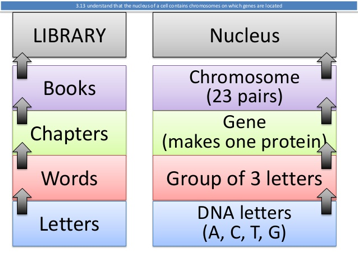 3.13 understand that the nucleus of a cell contains chromosomes on which genes are located
LIBRARY
Nucleus
Books
Chromosome
(23 pairs)
Chapters
Gene
(makes one protein)
Words
Group of 3 letters
Letters
DNA letters
(A, C, T, G)